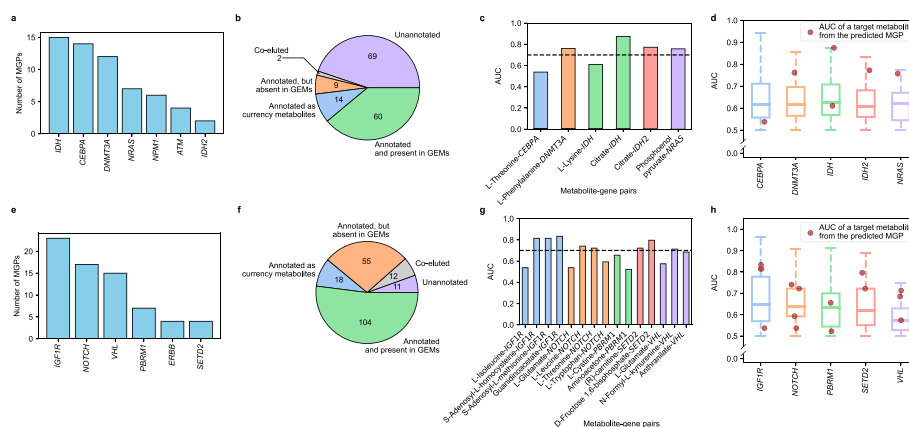 a
Number of MGPs
15
10
5
0
IDH
CEBPA
DNMT3A
NRAS
NPM1
ATM
IDH2
b
Unannotated
Co-eluted
2
69
Annotated, but
absent in GEMs
9
14
Annotated as
currency metabolites
60
Annotated
and present in GEMs
c
AUC
1.0
0.8
0.6
0.4
0.2
0.0
L-Threonine-CEBPA
L-Phenylalanine-DNMT3A
L-Lysine-IDH
Citrate-IDH
Citrate-IDH2
Phosphoenol
pyruvate-NRAS
Metabolite-gene pairs
d
AUC of a target metabolite
from the predicted MGP
AUC
1.0
0.9
0.8
0.7
0.6
0.5
0.0
CEBPA
DNMT3A
IDH
IDH2
NRAS
e
Number of MGPs
20
15
10
5
0
IGF1R
NOTCH
VHL
PBRM1
ERBB
SETD2
f
Annotated, but
absent in GEMs
55
Co-eluted
12
Annotated as
currency metabolites
18
11
Unannotated
104
Annotated
and present in GEMs
g
AUC
1.0
0.8
0.6
0.4
0.2
0.0
L-Isoleucine-IGF1R
S-Adenosyl-L-homocysteine-IGF1R
S-Adenosyl-L-methionine-IGF1R
Guanidinoacetate-IGF1R
L-Glutamate-NOTCH
L-Leucine-NOTCH
L-Threonine-NOTCH
L-Tryptophan-NOTCH
L-Cystine-PBRM1
Aminoacetone-PBRM1
(R)-carnitine-SETD2
D-Fructose 1,6-bisphosphate-SETD2
L-Glutamate-VHL
N-Formyl-L-kynurenate-VHL
Anthranilate-VHL
Metabolite-gene pairs
h
AUC of a target metabolite
from the predicted MGP
AUC
1.0
0.9
0.8
0.7
0.6
0.5
0.0
IGF1R
NOTCH
PBRM1
SETD2
VHL